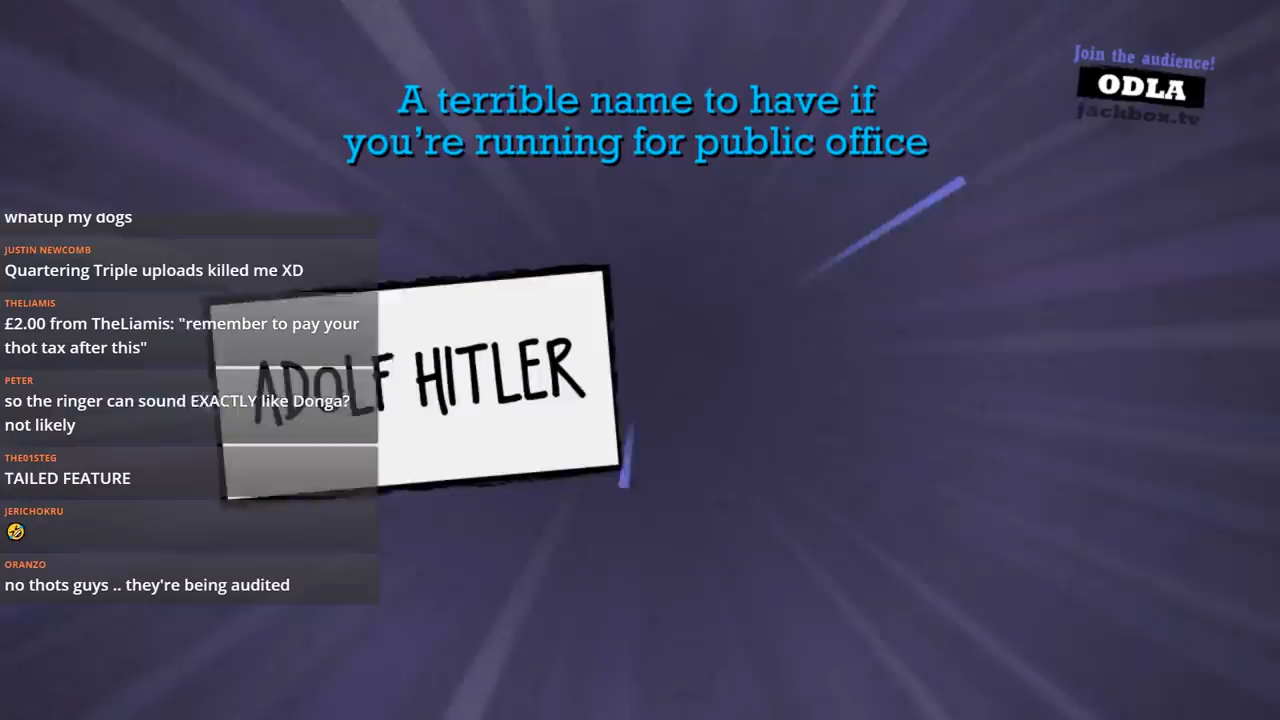 Join the audience!
ODLA
jackbox.tv
A terrible name to have if
you're running for public office
whatup my dogs
JUSTIN NEWCOMB
Quartering Triple uploads killed me XD
THELIAMIS
£2.00 from TheLiamis: "remember to pay your
thot tax after this"
ADOLF HITLER
PETER
so the ringer can sound EXACTLY like Donga?
not likely
THE01STEG
TAILED FEATURE
JERICHOKRU
🤣
ORANZO
no thots guys .. they're being audited